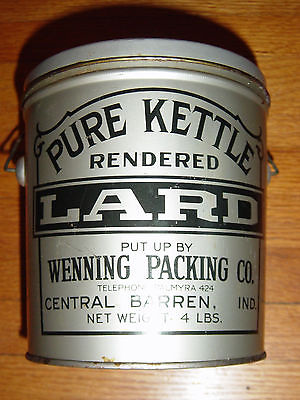 PURE KETTLE
RENDERED
LARD
PUT UP BY
WENNING PACKING CO.
TELEPHONE PALMYRA 424
CENTRAL BARREN, IND.
NET WEIGHT 4 LBS.